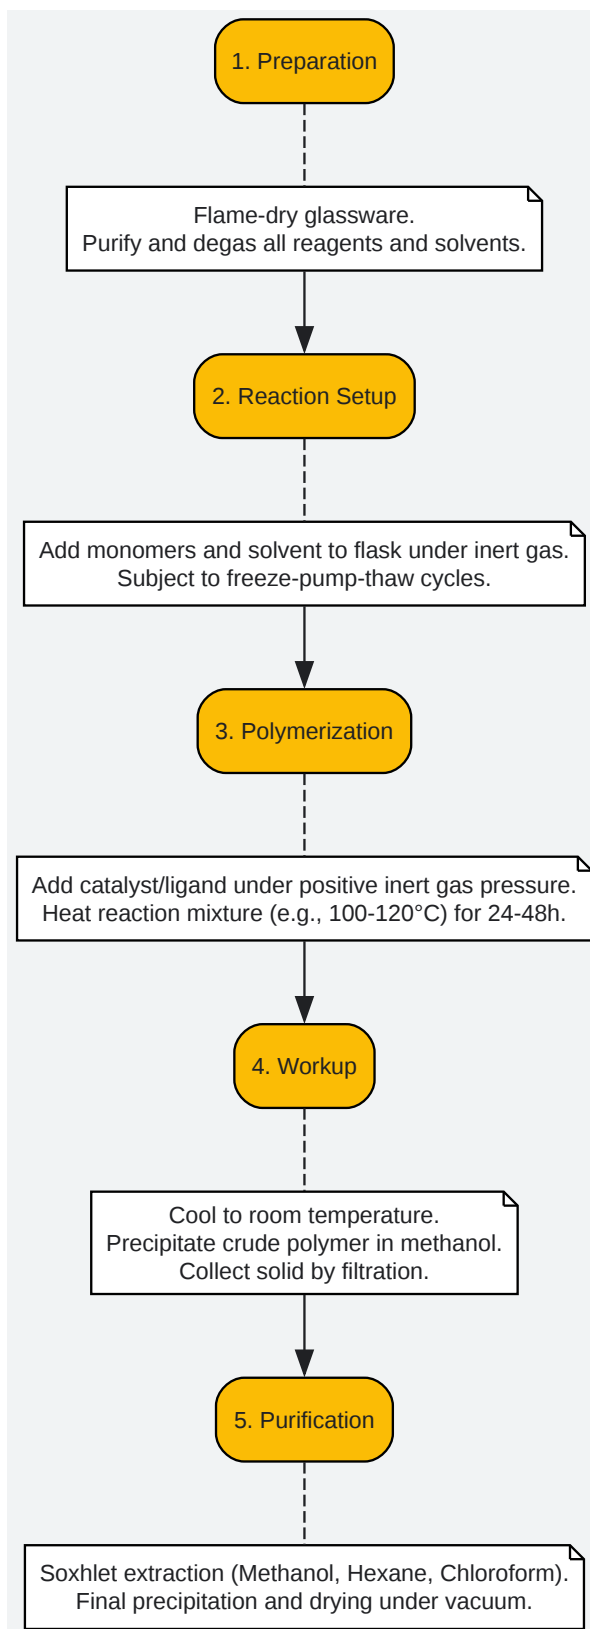 1. Preparation
Flame-dry glassware.
Purify and degas all reagents and solvents.
2. Reaction Setup
Add monomers and solvent to flask under inert gas.
Subject to freeze-pump-thaw cycles.
3. Polymerization
Add catalyst/ligand under positive inert gas pressure.
Heat reaction mixture (e.g., 100-120°C) for 24-48h.
4. Workup
Cool to room temperature.
Precipitate crude polymer in methanol.
Collect solid by filtration.
5. Purification
Soxhlet extraction (Methanol, Hexane, Chloroform).
Final precipitation and drying under vacuum.